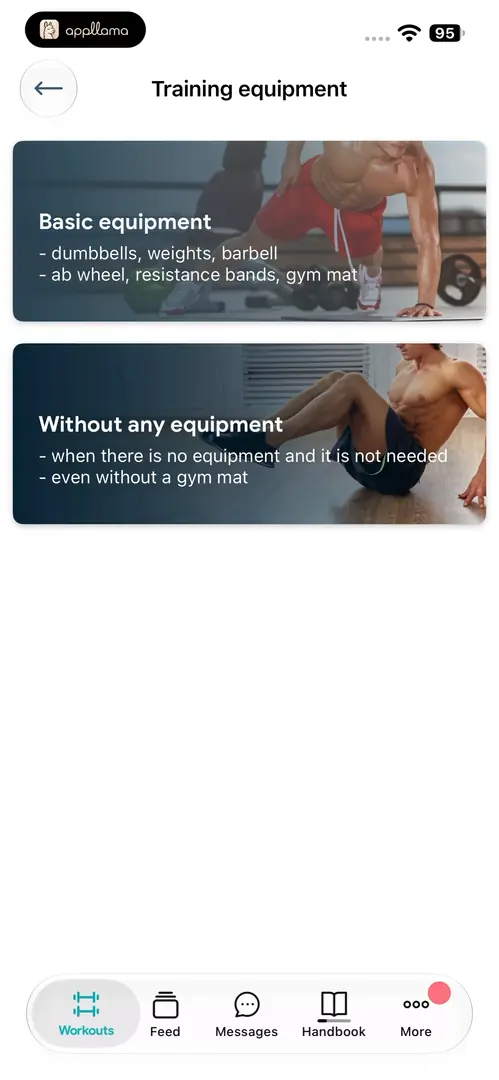 appllama
95
Training equipment
Basic equipment
- dumbbells, weights, barbell
- ab wheel, resistance bands, gym mat
Without any equipment
- when there is no equipment and it is not needed
- even without a gym mat
Workouts
Feed
Messages
Handbook
More